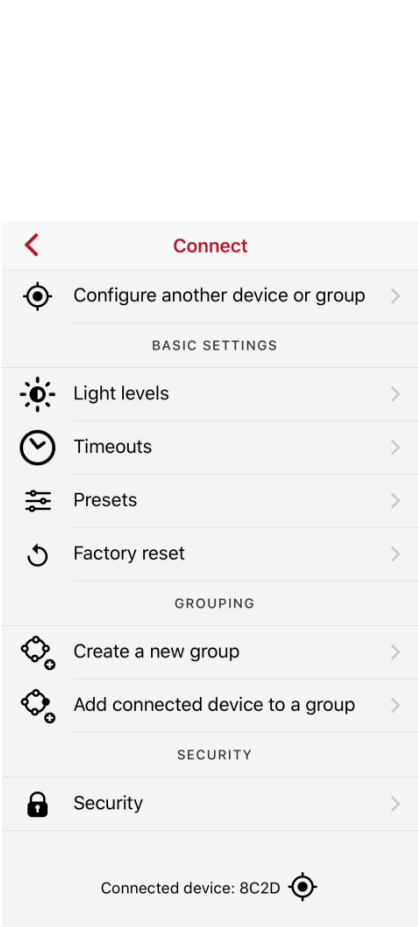 Connect
Configure another device or group
BASIC SETTINGS
Light levels
Timeouts
Presets
Factory reset
GROUPING
Create a new group
Add connected device to a group
SECURITY
Security
Connected device: 8C2D